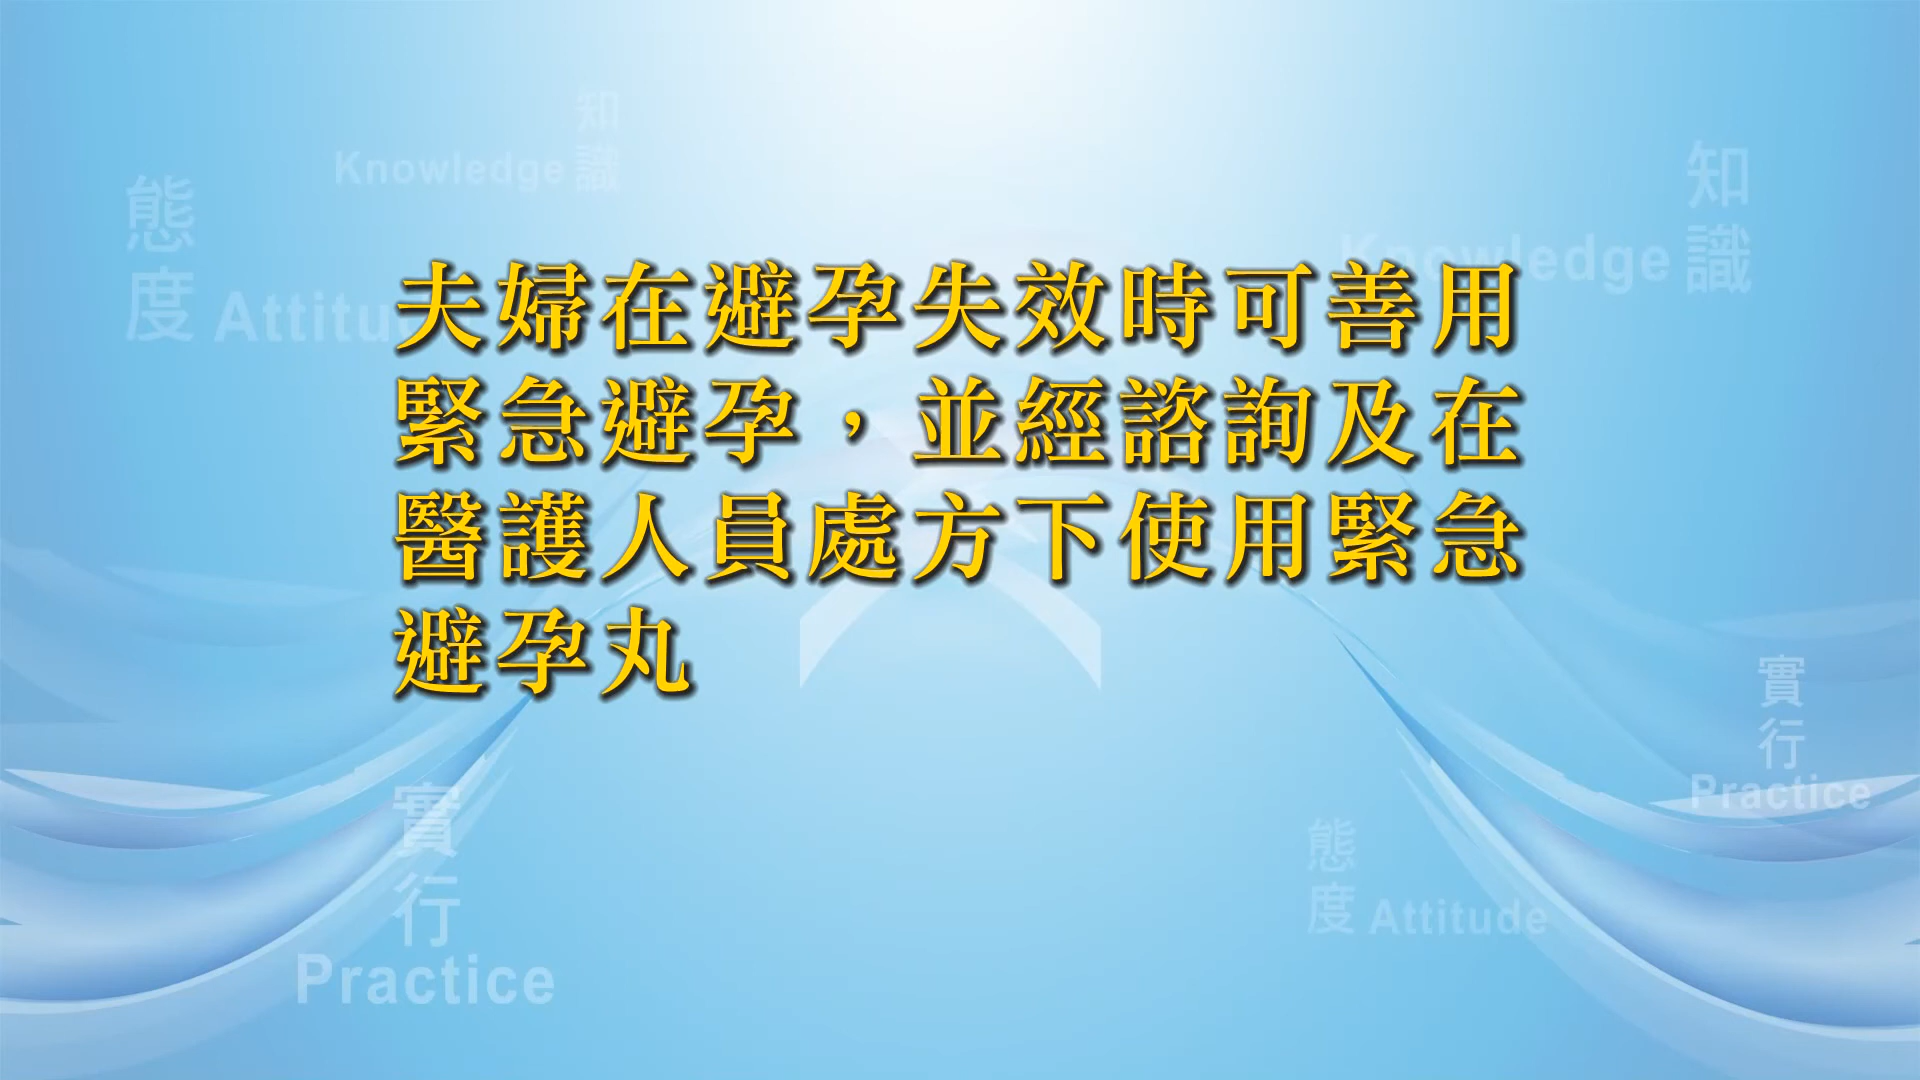 知識
Knowledge
知識
Knowledge
態度
Attitu
夫婦在避孕失效時可善用
緊急避孕，並經諮詢及在
醫護人員處方下使用緊急
避孕丸
實行
Practice
實行
Practice
態度
Attitude